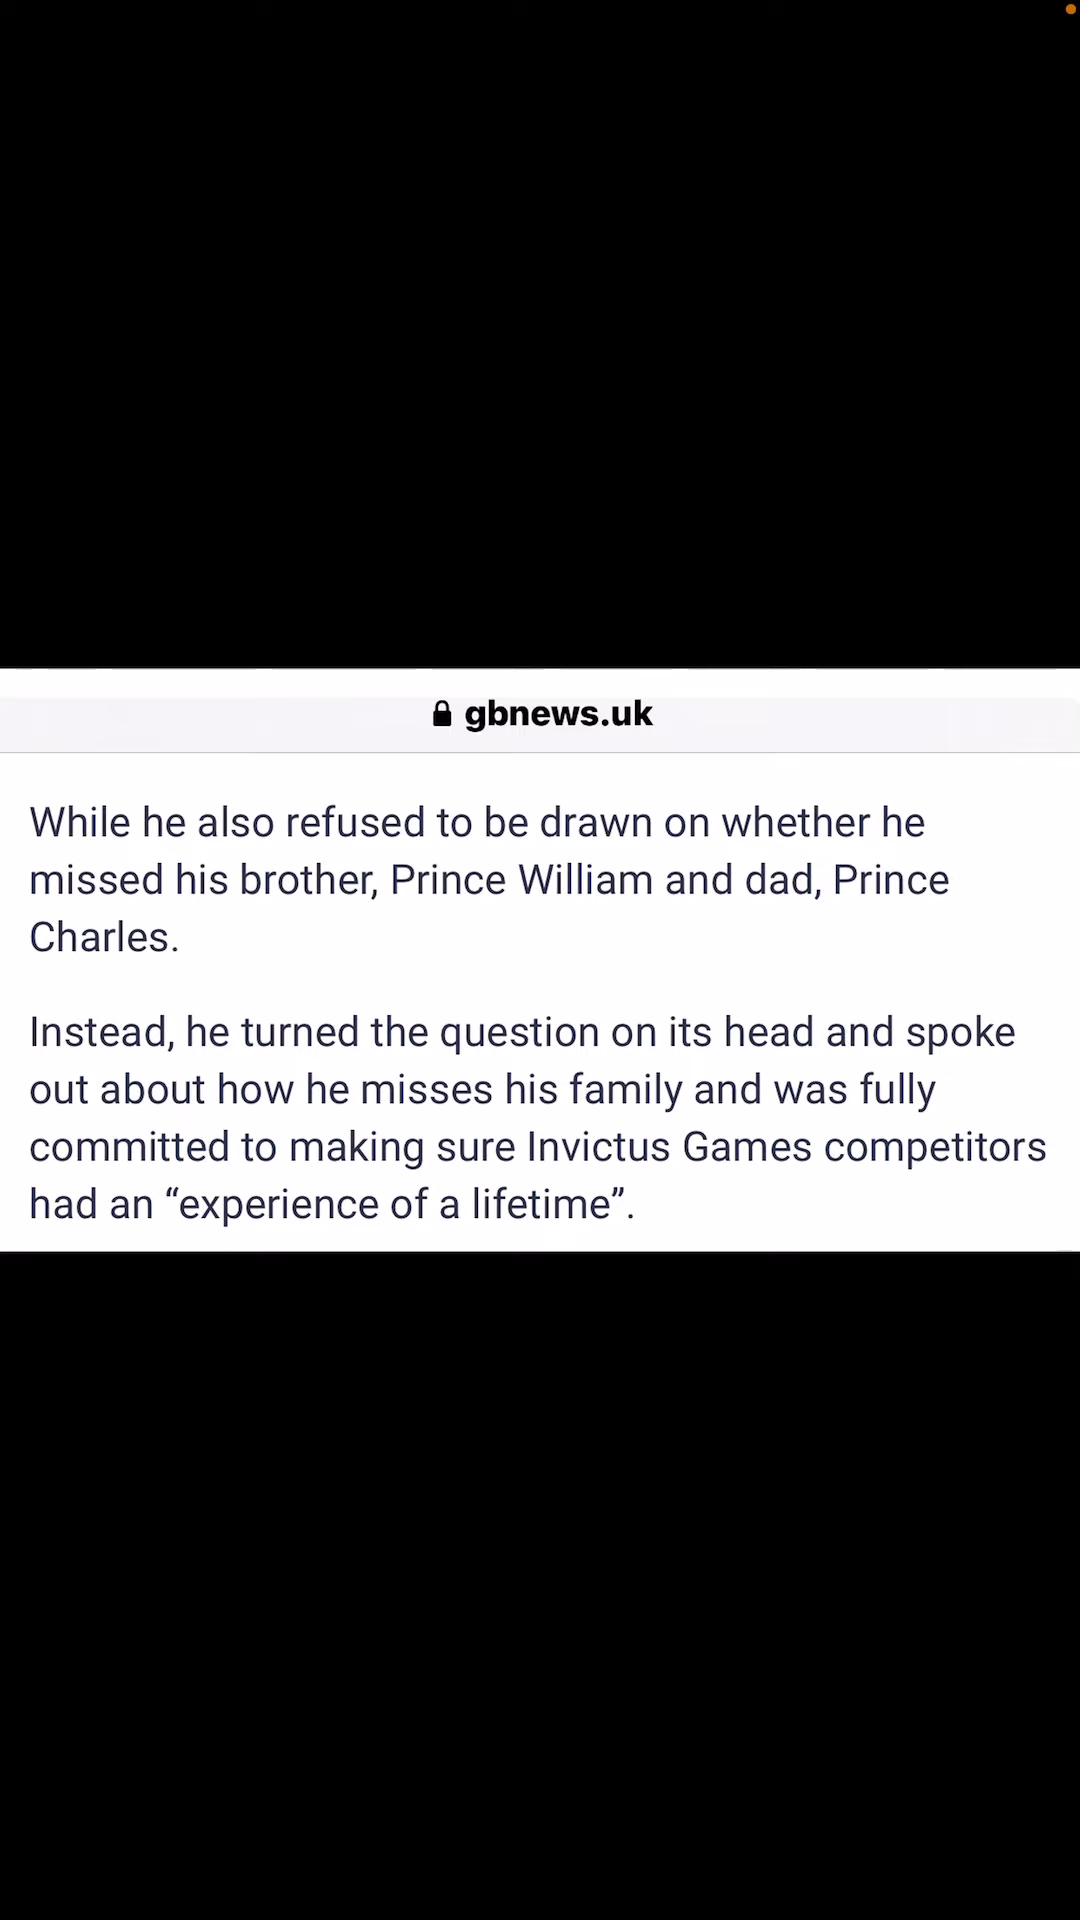 gbnews.uk
While he also refused to be drawn on whether he
missed his brother, Prince William and dad, Prince
Charles.
Instead, he turned the question on its head and spoke
out about how he misses his family and was fully
committed to making sure Invictus Games competitors
had an “experience of a lifetime”.